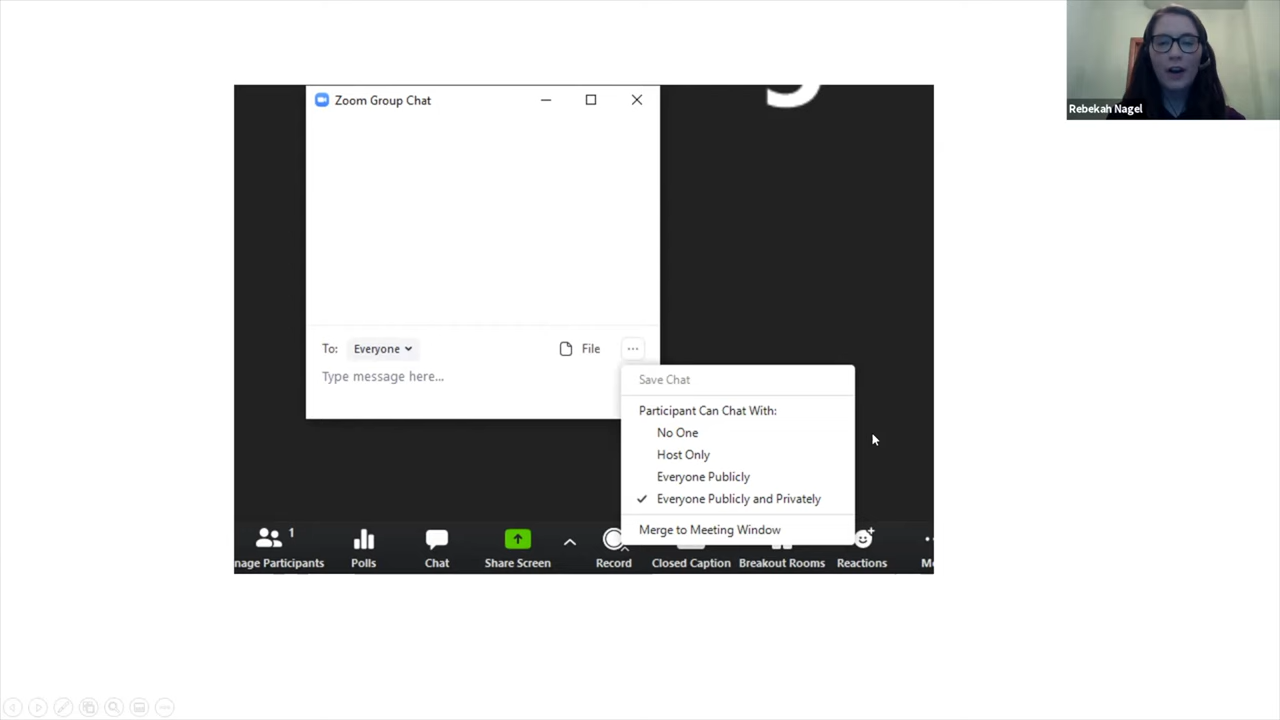 Rebekah Nagel
Zoom Group Chat
To: Everyone
File
...
Type message here...
Save Chat
Participant Can Chat With:
No One
Host Only
Everyone Publicly
Everyone Publicly and Privately
Merge to Meeting Window
1
nage Participants
Polls
Chat
Share Screen
Record
Closed Caption
Breakout Rooms
Reactions